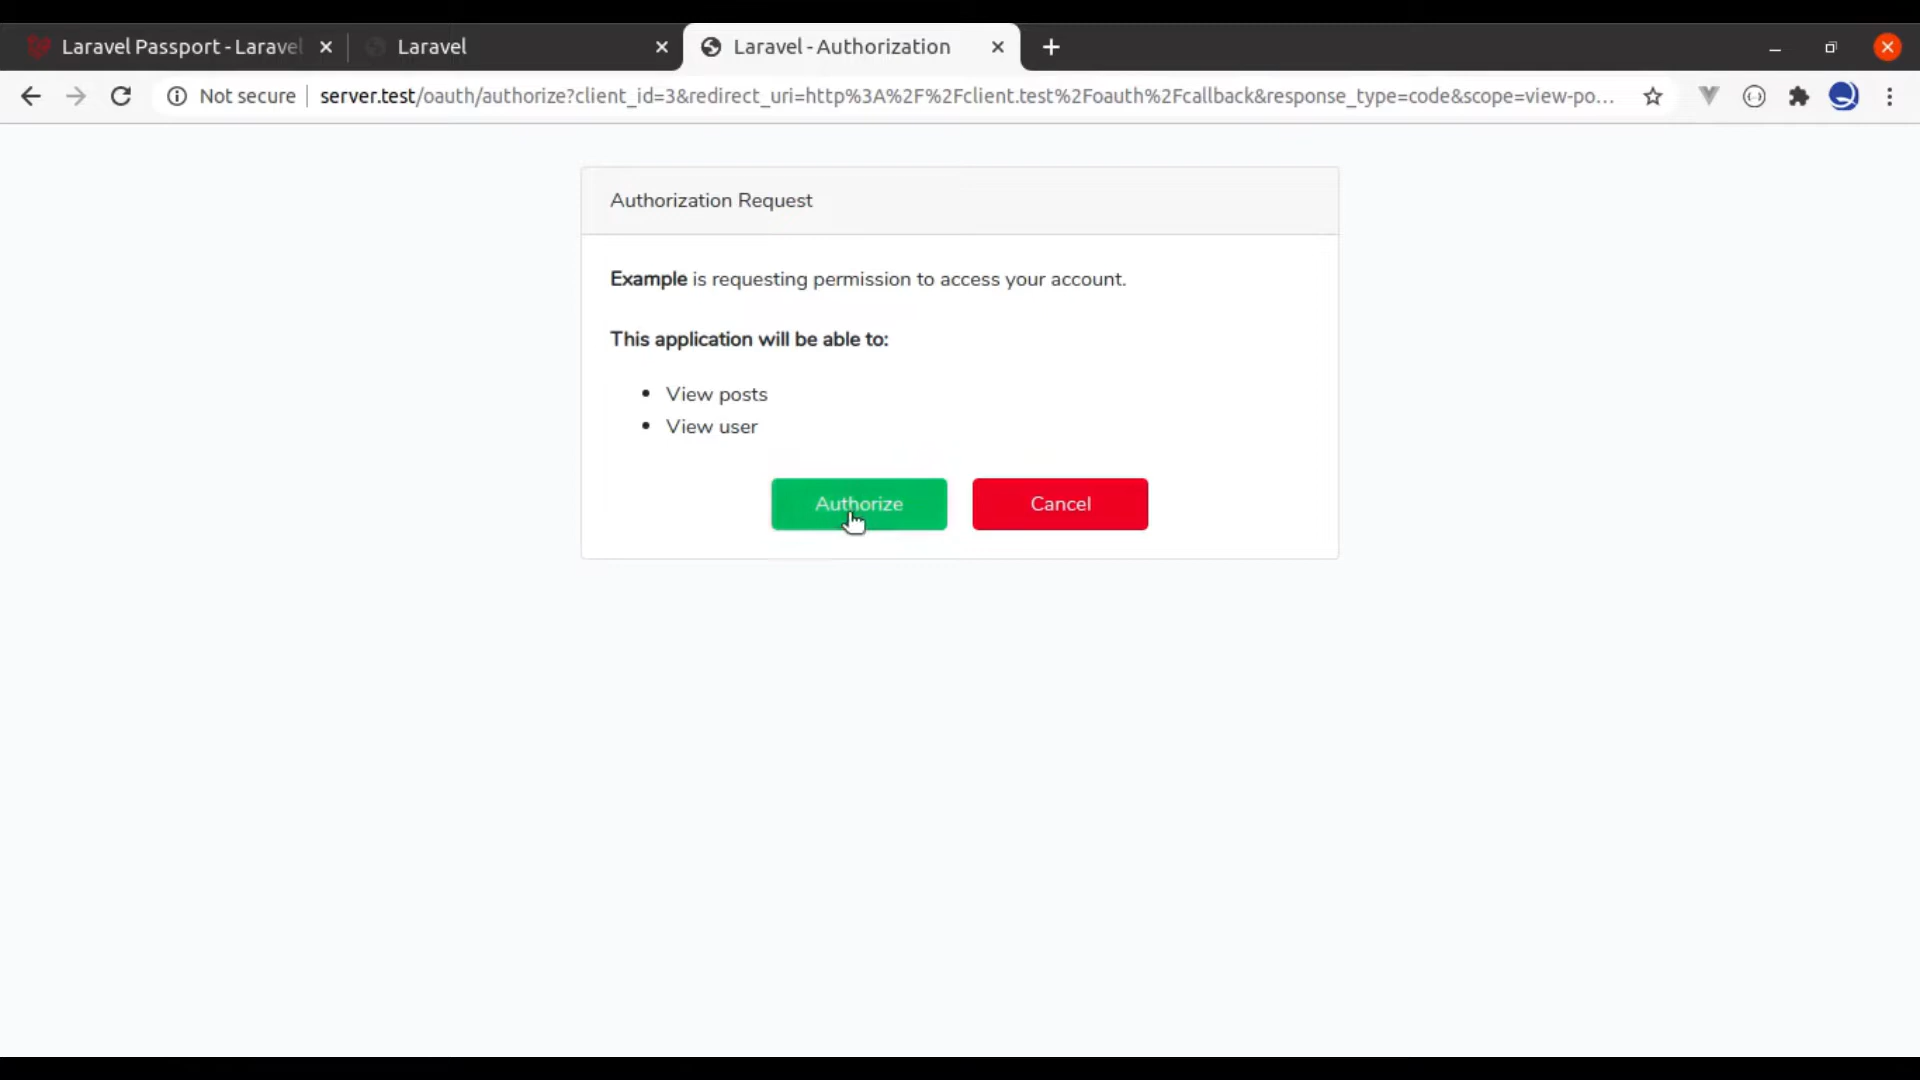 Laravel Passport - Laravel
Laravel
Laravel - Authorization
Not secure
server.test/oauth/authorize?client_id=3&redirect_uri=http%3A%2F%2Fclient.test%2Foauth%2Fcallback&response_type=code&scope=view-po...
Authorization Request
Example is requesting permission to access your account.
This application will be able to:
• View posts
• View user
Authorize
Cancel